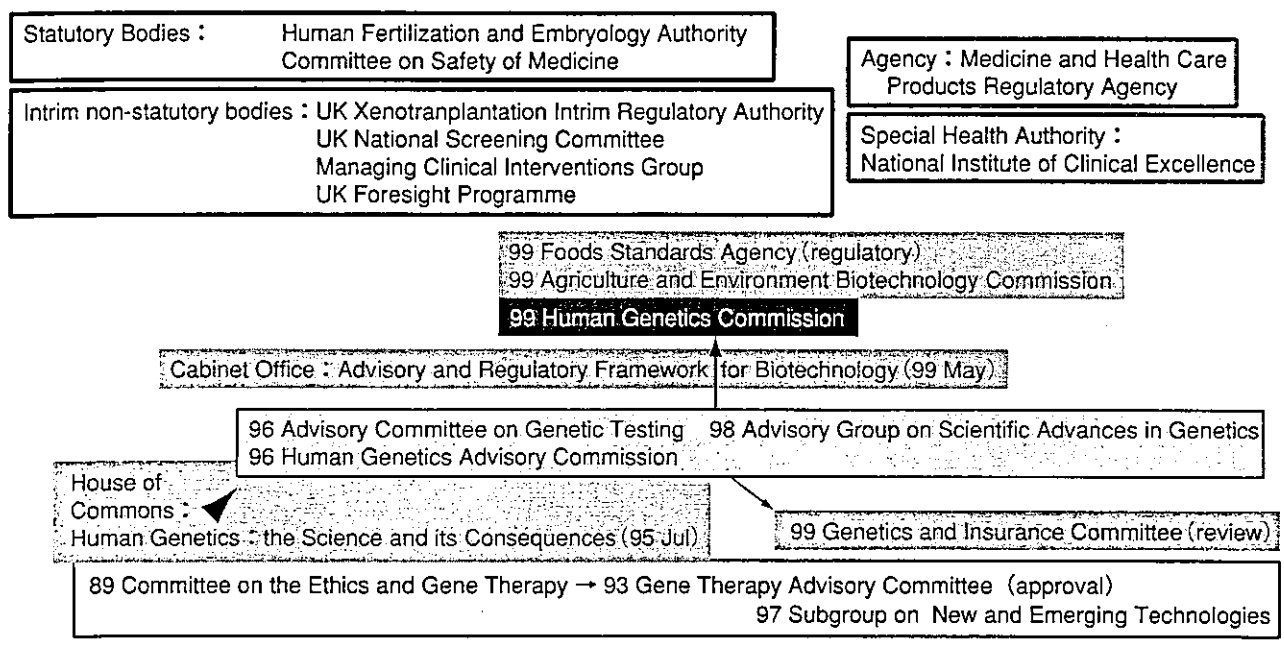 Statutory Bodies： Human Fertilization and Embryology Authority
Committee on Safety of Medicine
Agency：Medicine and Health Care
Products Regulatory Agency
Intrim non-statutory bodies：UK Xenotranplantation Intrim Regulatory Authority
UK National Screening Committee
Managing Clinical Interventions Group
UK Foresight Programme
Special Health Authority：
National Institute of Clinical Excellence
99 Foods Standards Agency (regulatory)
99 Agriculture and Environment Biotechnology Commission
99 Human Genetics Commission
Cabinet Office：Advisory and Regulatory Framework for Biotechnology (99 May)
96 Advisory Committee on Genetic Testing 98 Advisory Group on Scientific Advances in Genetics
96 Human Genetics Advisory Commission
House of
Commons：
Human Genetics：the Science and its Consequences (95 Jul)
99 Genetics and Insurance Committee (review)
89 Committee on the Ethics and Gene Therapy → 93 Gene Therapy Advisory Committee (approval)
97 Subgroup on New and Emerging Technologies